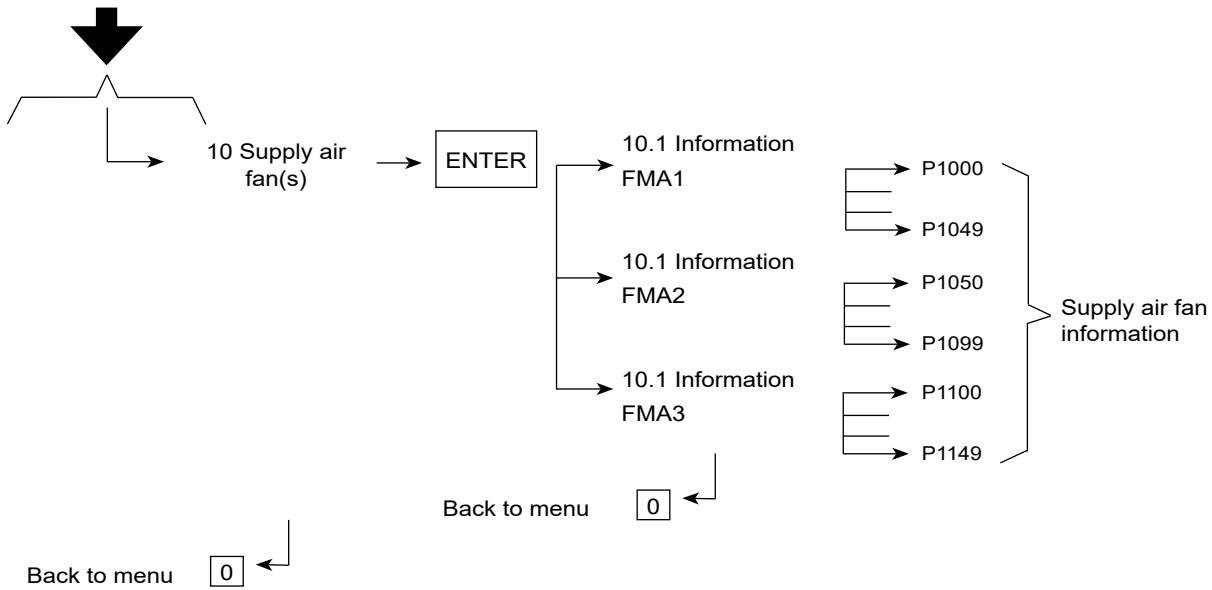 10 Supply air
fan(s)
ENTER
10.1 Information
FMA1
P1000
P1049
10.1 Information
FMA2
P1050
P1099
10.1 Information
FMA3
P1100
P1149
Supply air fan
information
Back to menu 0
Back to menu 0